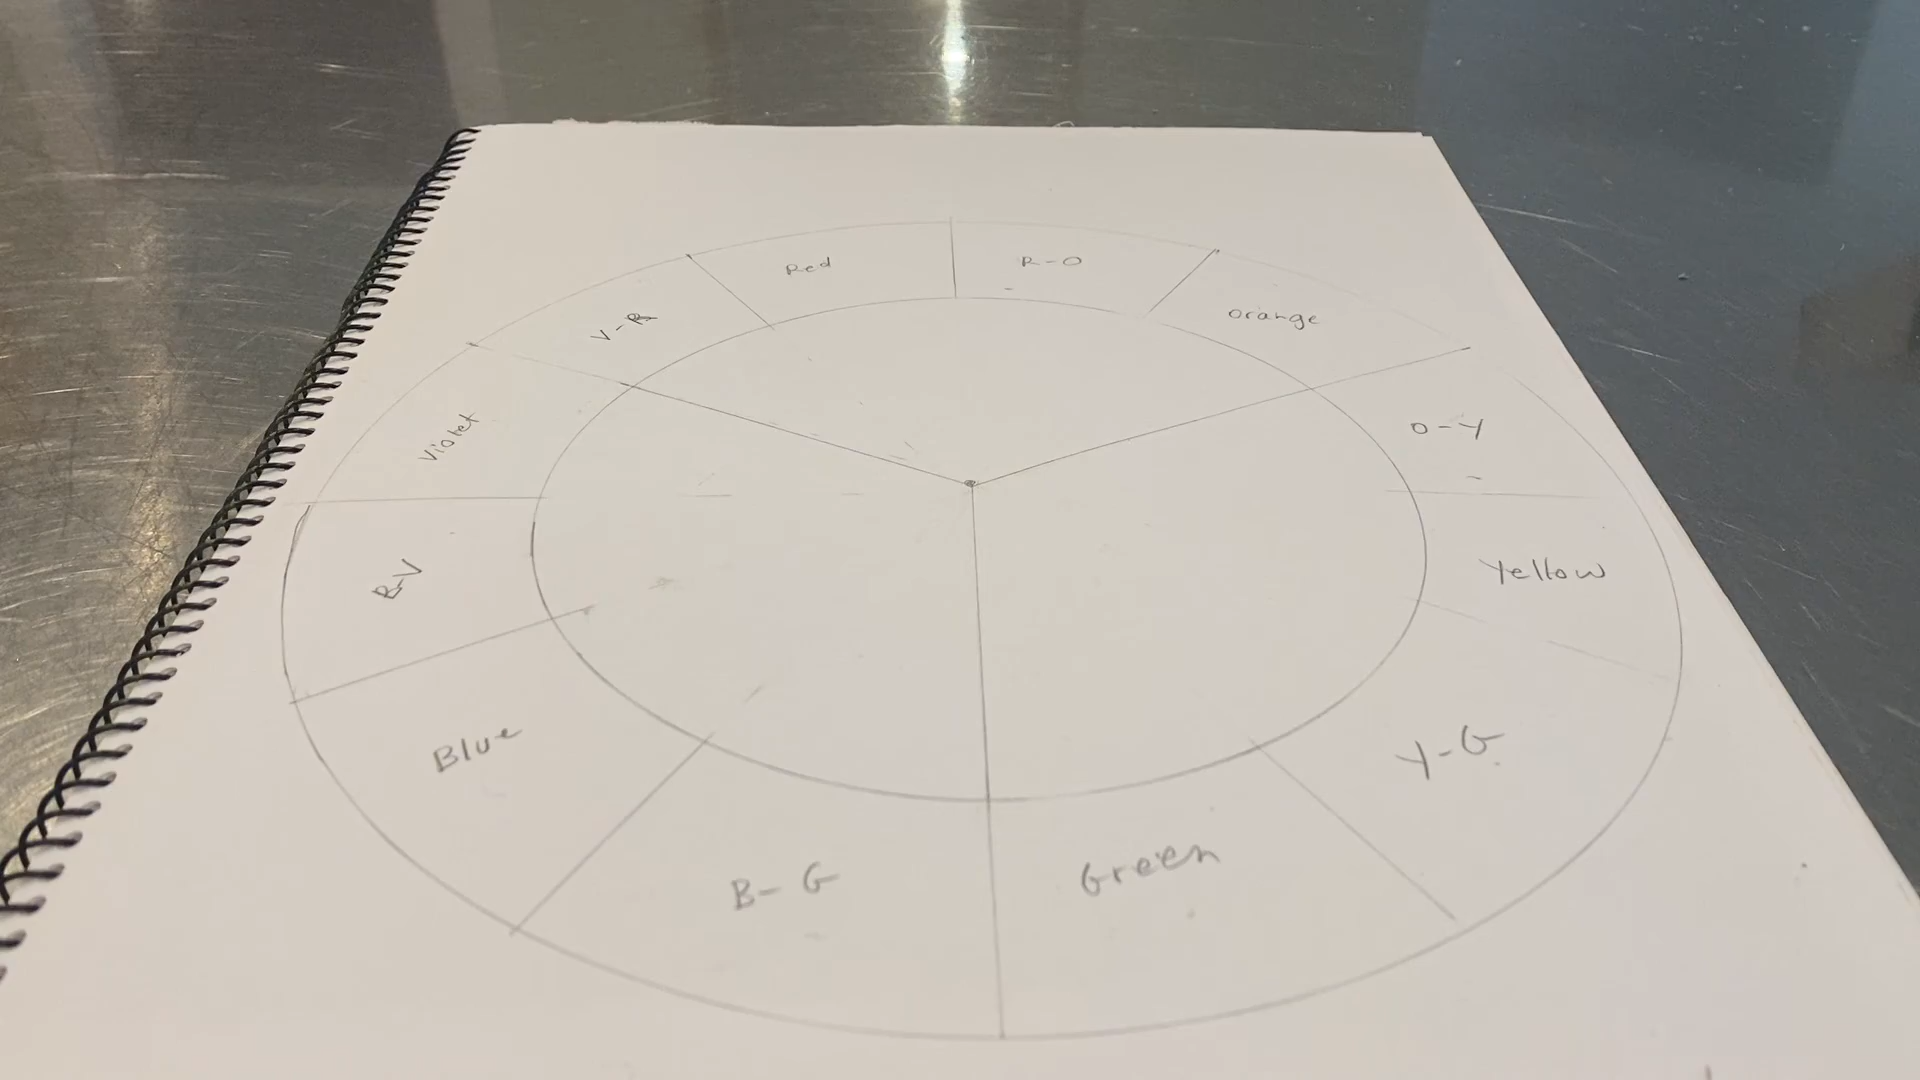 Red
R-O
orange
O-Y
Yellow
Y-G
Green
B-G
Blue
B-V
Violet
V-R